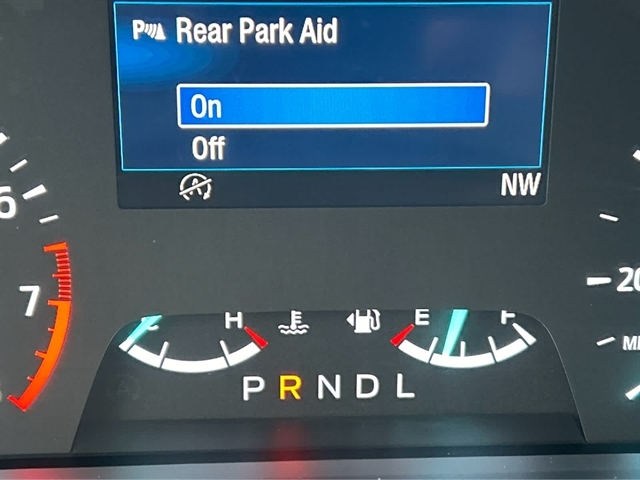 P Rear Park Aid
On
Off
A NW
6
7
20
H E F
P R N D L